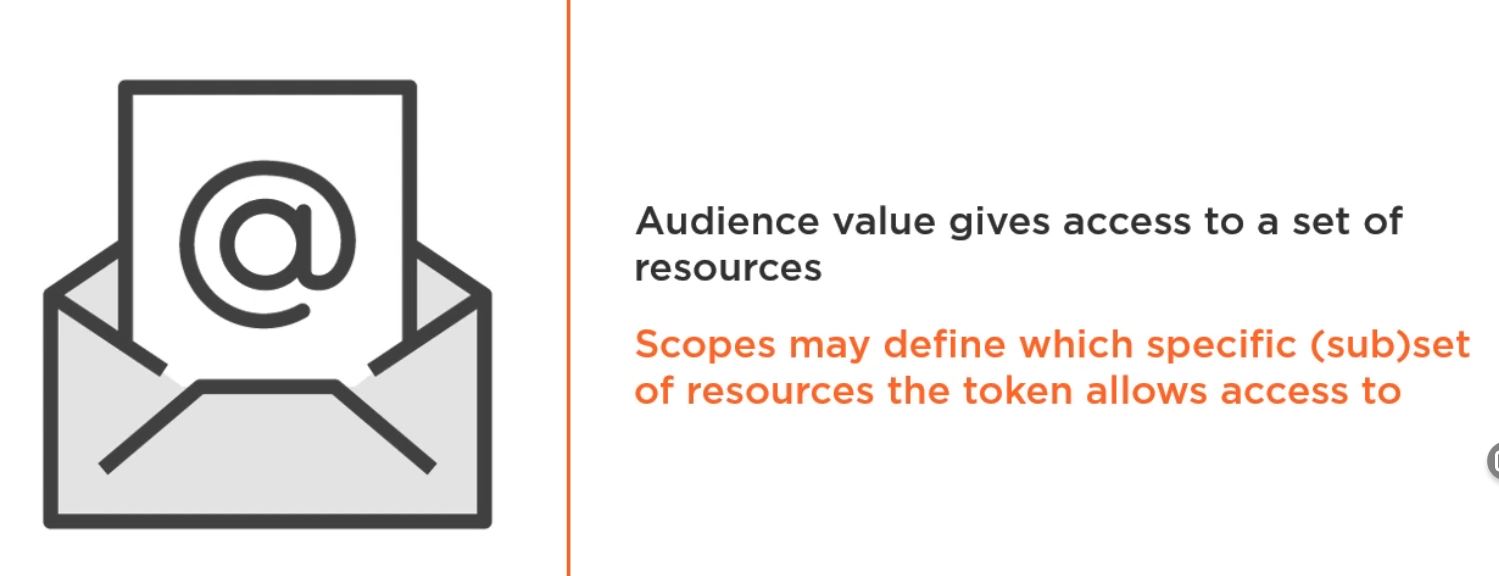 @
Audience value gives access to a set of
resources
Scopes may define which specific (sub)set
of resources the token allows access to